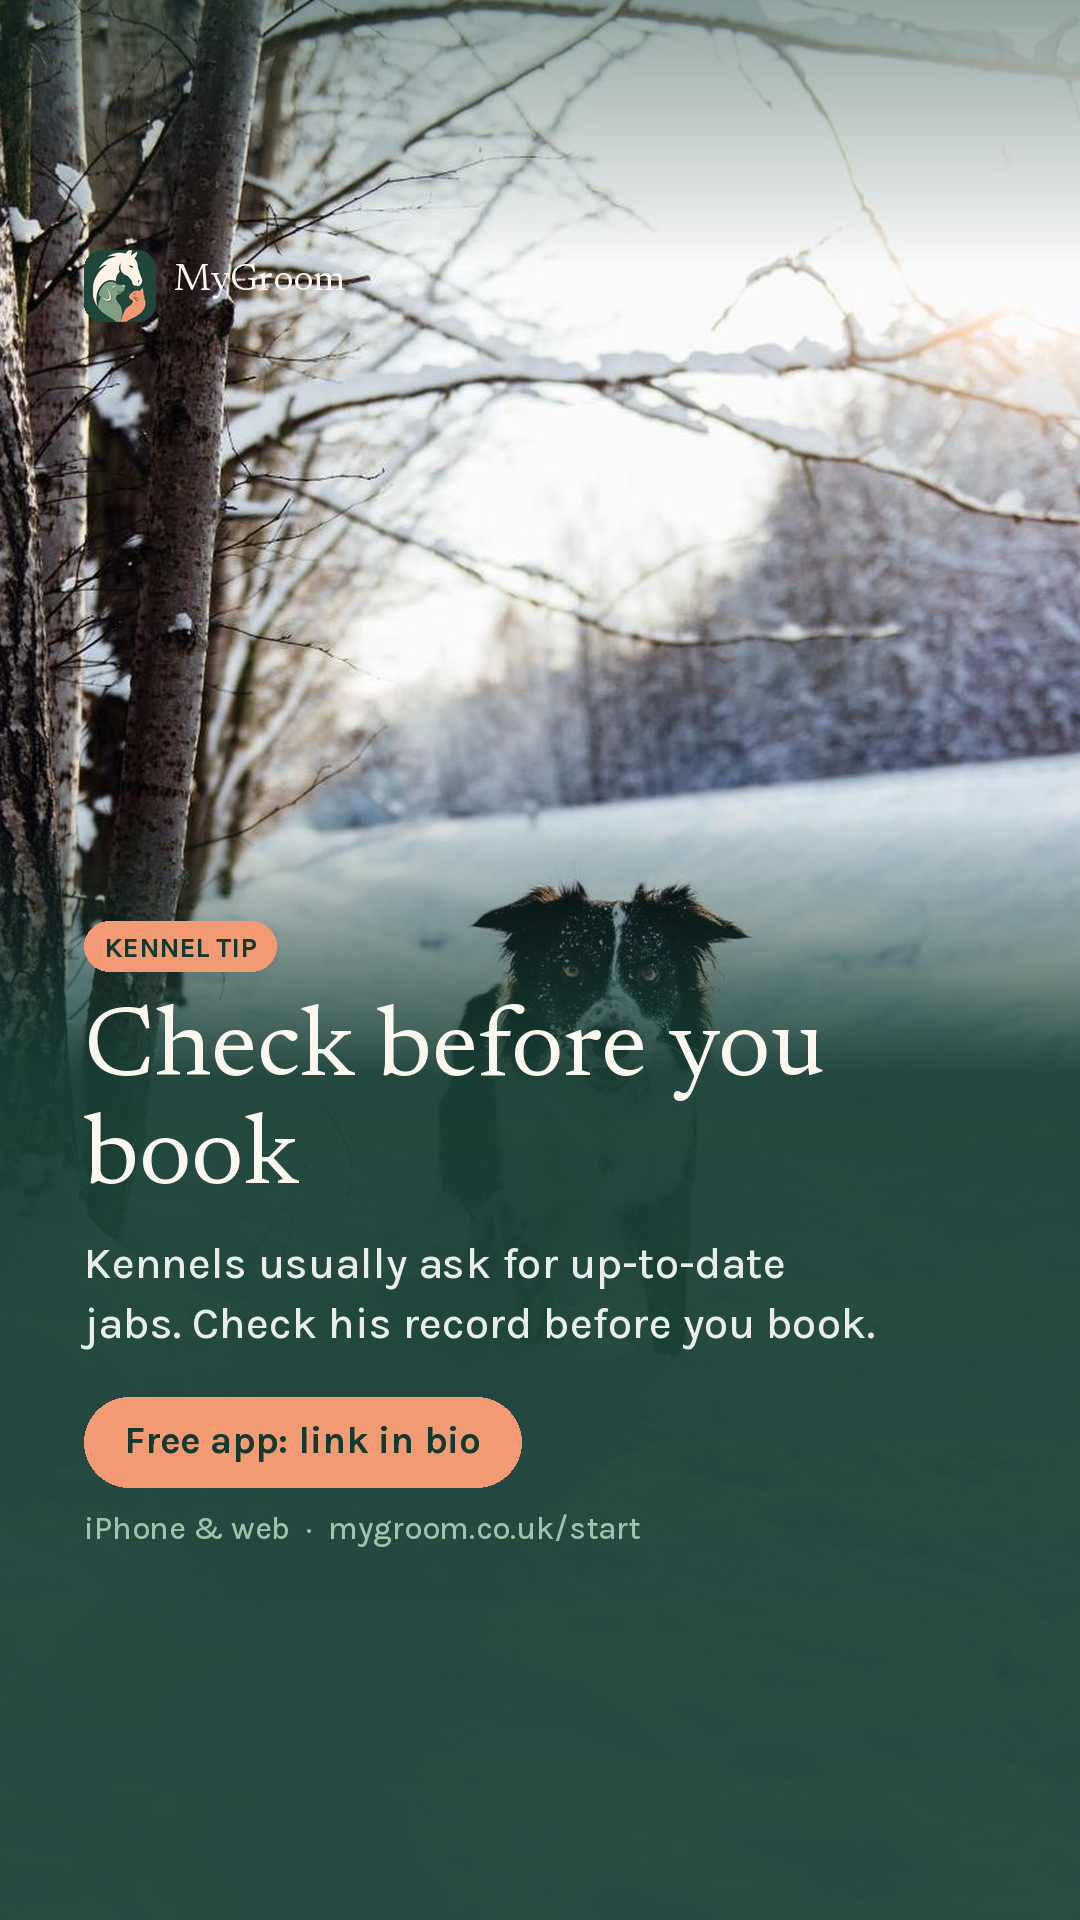 MyGroom
KENNEL TIP
Check before you
book
Kennels usually ask for up-to-date
jabs. Check his record before you book.
Free app: link in bio
iPhone & web · mygroom.co.uk/start